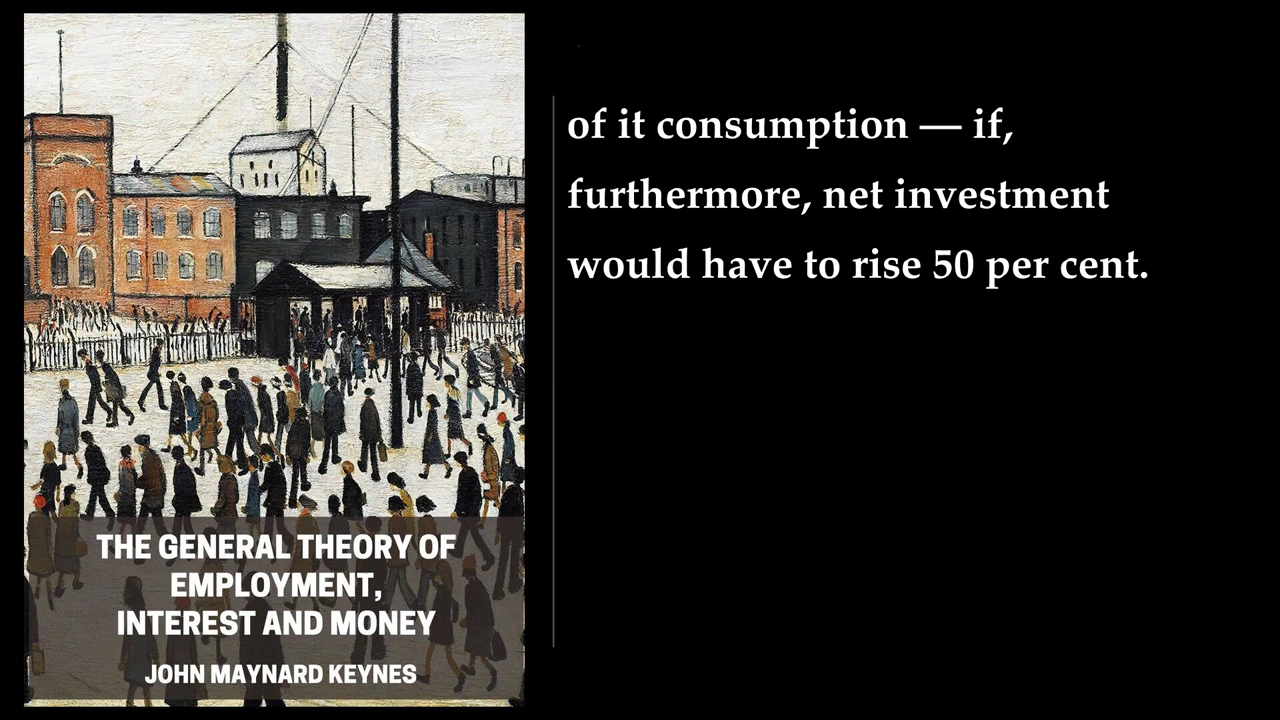 THE GENERAL THEORY OF
EMPLOYMENT,
INTEREST AND MONEY
JOHN MAYNARD KEYNES
of it consumption — if,
furthermore, net investment
would have to rise 50 per cent.